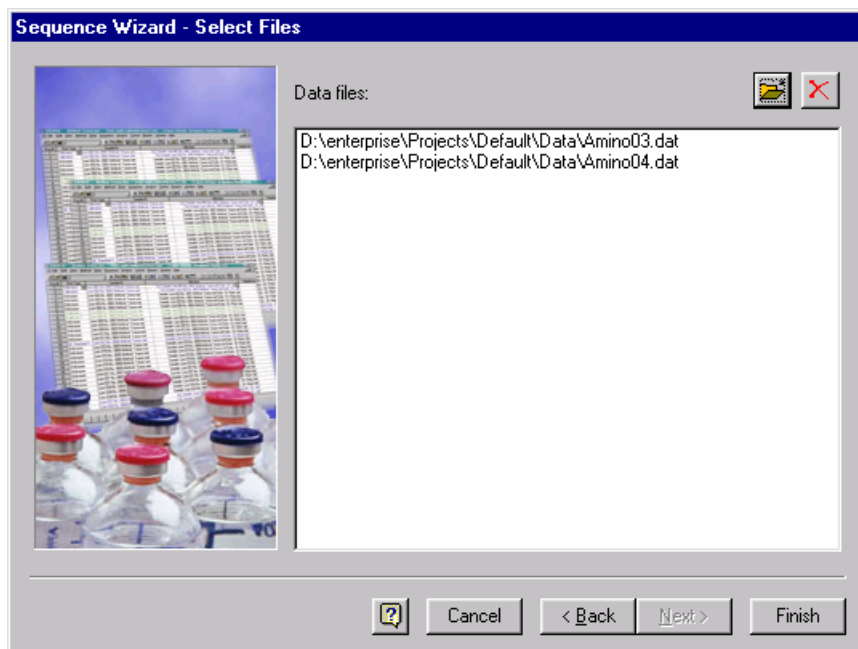 Sequence Wizard - Select Files
Data files:
D:\enterprise\Projects\Default\Data\Amino03.dat
D:\enterprise\Projects\Default\Data\Amino04.dat
Cancel
< Back
Next >
Finish